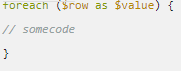 foreach ($row as $value) {
// somecode
}